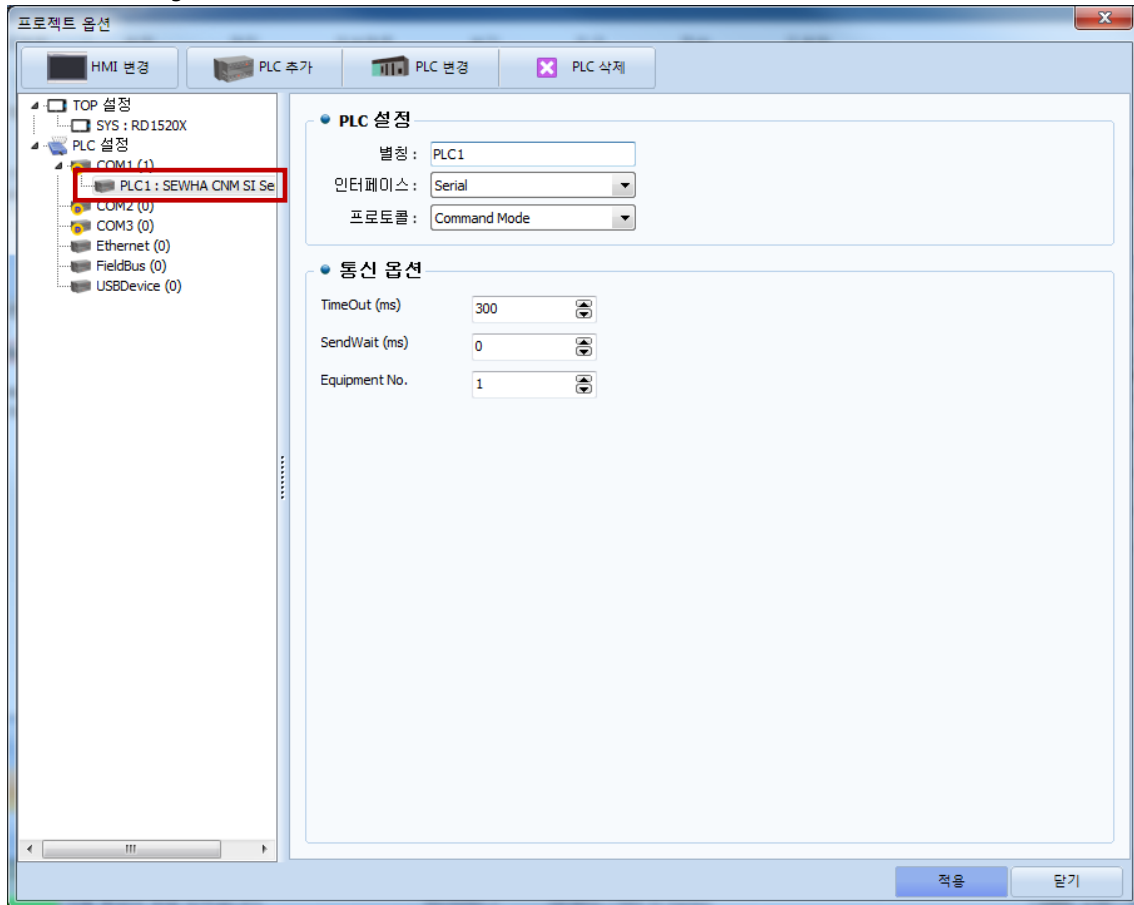 프로젝트 옵션
HMI 변경
PLC 추가
PLC 변경
PLC 삭제
TOP 설정
SYS : RD1520X
PLC 설정
COM1 (1)
PLC1 : SEWHA CNM SI Se
COM2 (0)
COM3 (0)
Ethernet (0)
FieldBus (0)
USBDevice (0)
PLC 설정
별칭 : PLC1
인터페이스 : Serial
프로토콜 : Command Mode
통신 옵션
TimeOut (ms) 300
SendWait (ms) 0
Equipment No. 1
적용
닫기